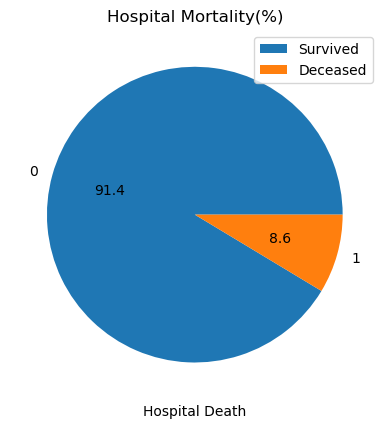 Hospital Mortality(%)
Survived
Deceased
0
91.4
8.6
1
Hospital Death